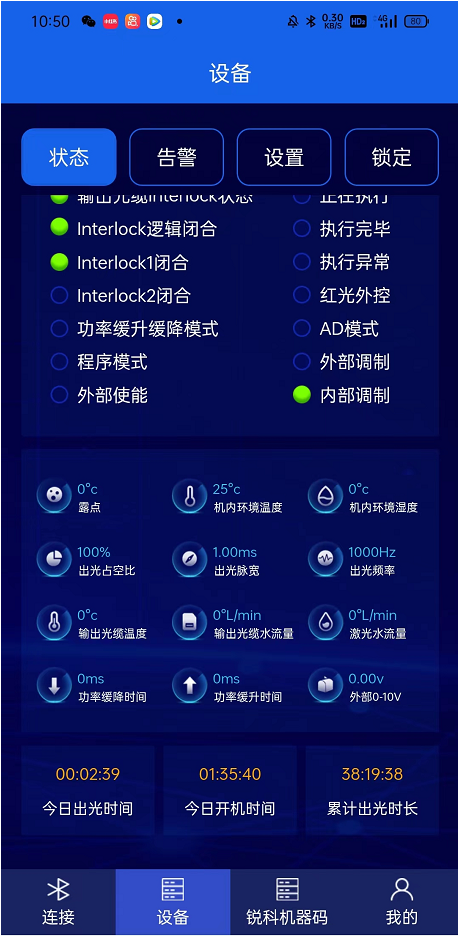 10:50
小红书
0.30
KB/S
HD₂
4G
80
设备
状态
告警
设置
锁定
输出光缆Interlock状态
正在执行
Interlock逻辑闭合
执行完毕
Interlock1闭合
执行异常
Interlock2闭合
红光外控
功率缓升缓降模式
AD模式
程序模式
外部调制
外部使能
内部调制
0°c
露点
25°c
机内环境温度
0°c
机内环境湿度
100%
出光占空比
1.00ms
出光脉宽
1000Hz
出光频率
0°c
输出光缆温度
0°L/min
输出光缆水流量
0°L/min
激光水流量
0ms
功率缓降时间
0ms
功率缓升时间
0.00v
外部0-10V
00:02:39
今日出光时间
01:35:40
今日开机时间
38:19:38
累计出光时长
连接
设备
锐科机器码
我的